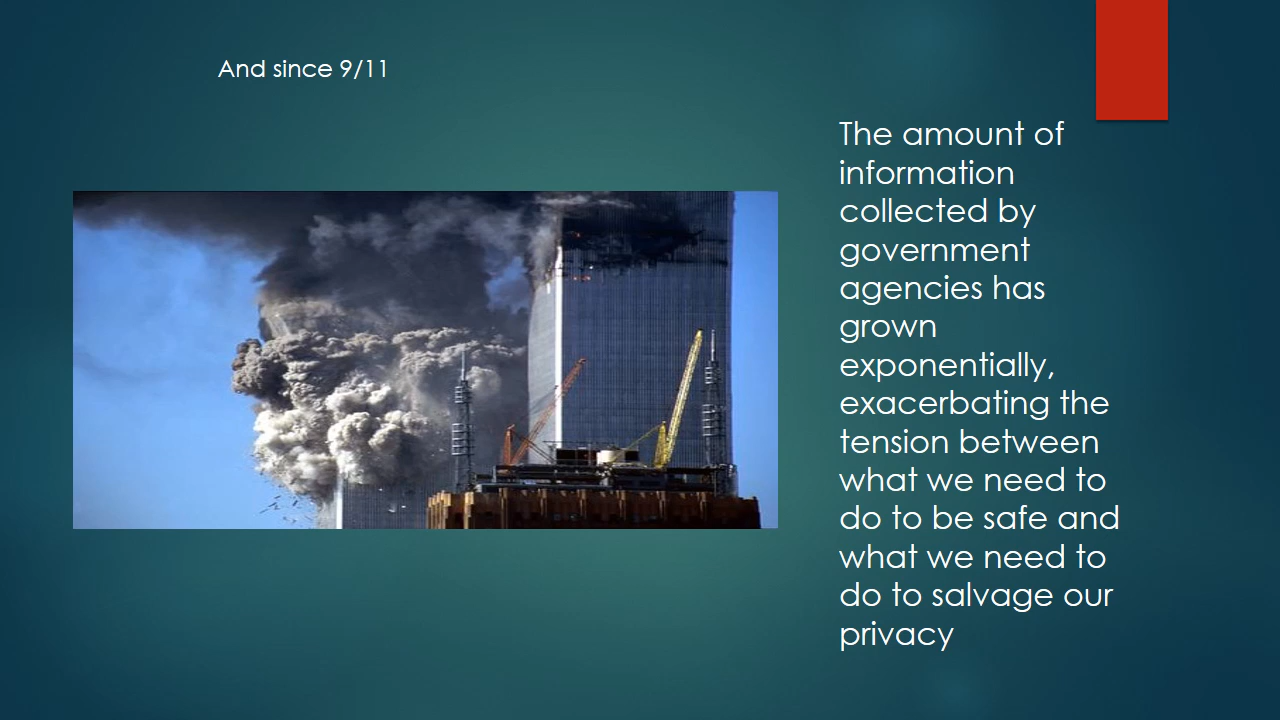 And since 9/11
The amount of
information
collected by
government
agencies has
grown
exponentially,
exacerbating the
tension between
what we need to
do to be safe and
what we need to
do to salvage our
privacy